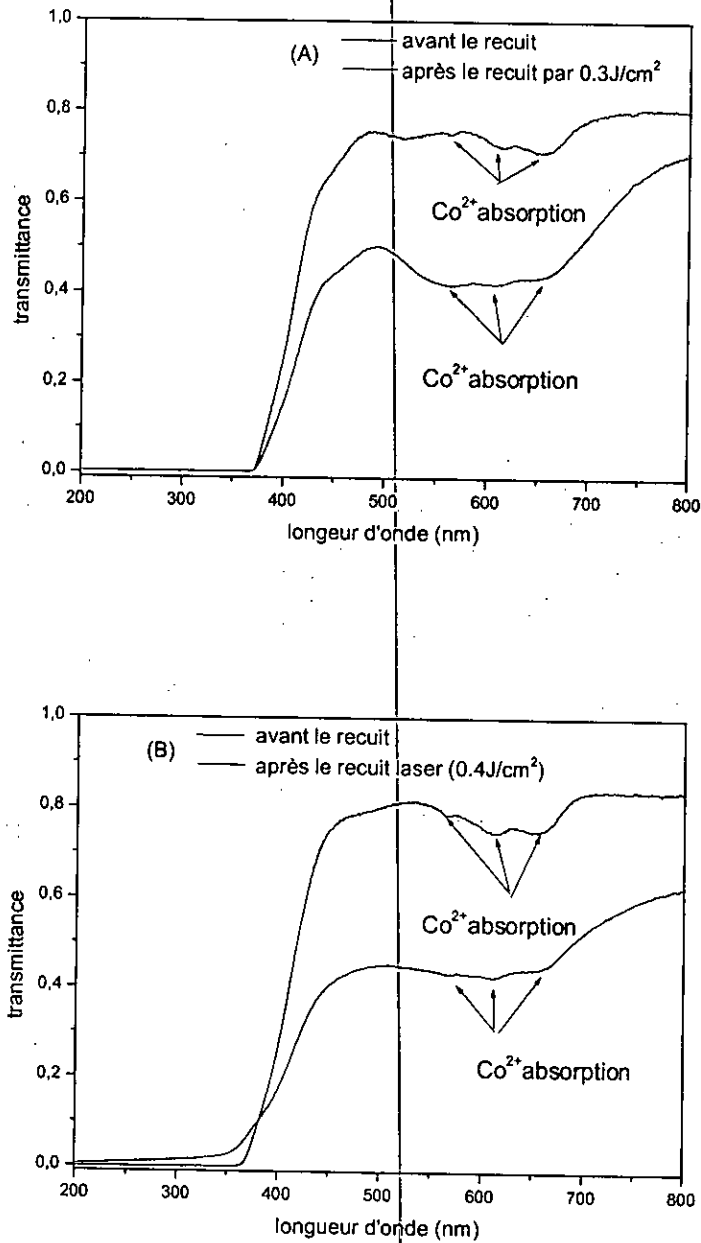 (A)
avant le recuit
après le recuit par 0.3J/cm²
1,0
0,8
0,6
0,4
0,2
0,0
transmittance
Co²⁺absorption
Co²⁺absorption
200 300 400 500 600 700 800
longeur d'onde (nm)
(B)
avant le recuit
après le recuit laser (0.4J/cm²)
1,0
0,8
0,6
0,4
0,2
0,0
transmittance
Co²⁺absorption
Co²⁺absorption
200 300 400 500 600 700 800
longueur d'onde (nm)